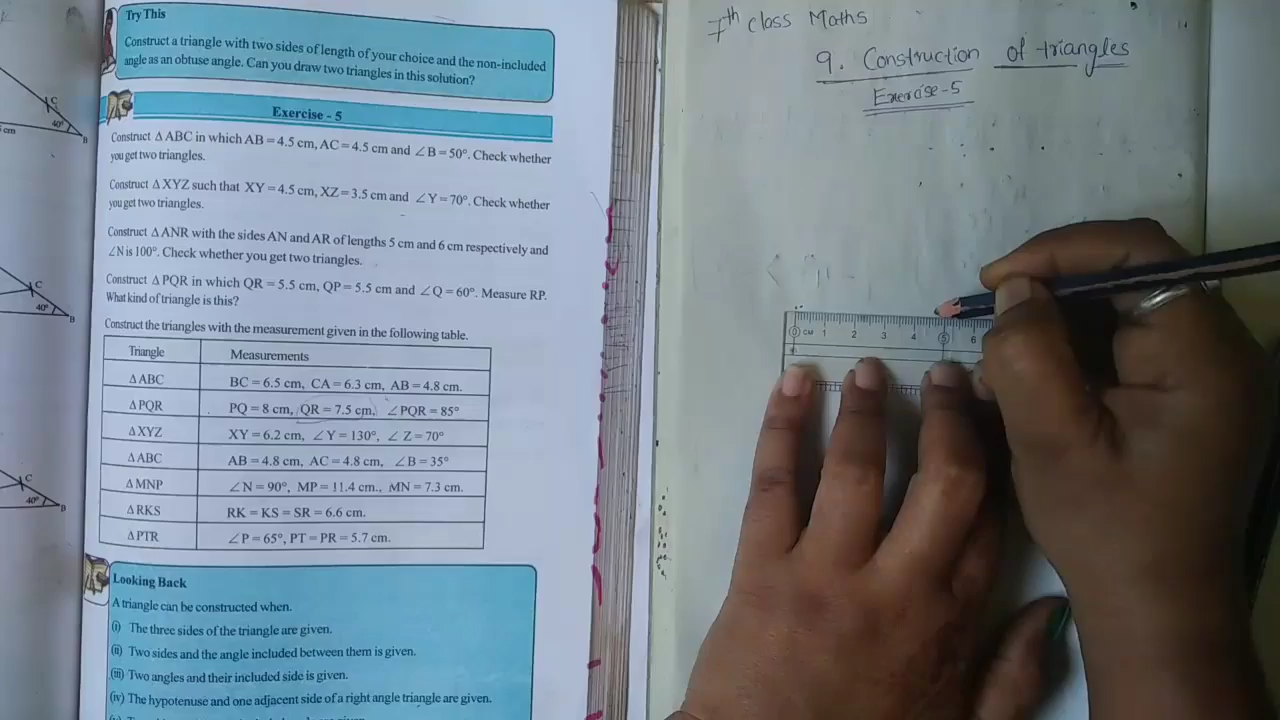 Try This
Construct a triangle with two sides of length of your choice and the non-included
angle as an obtuse angle. Can you draw two triangles in this solution?
Exercise - 5
Construct Δ ABC in which AB = 4.5 cm, AC = 4.5 cm and ∠B = 50°. Check whether
you get two triangles.
Construct Δ XYZ such that XY = 4.5 cm, XZ = 3.5 cm and ∠Y = 70°. Check whether
you get two triangles.
Construct Δ ANR with the sides AN and AR of lengths 5 cm and 6 cm respectively and
∠N is 100°. Check whether you get two triangles.
Construct Δ PQR in which QR = 5.5 cm, QP = 5.5 cm and ∠Q = 60°. Measure RP.
What kind of triangle is this?
Construct the triangles with the measurement given in the following table.
Triangle Measurements
Δ ABC BC = 6.5 cm, CA = 6.3 cm, AB = 4.8 cm.
Δ PQR PQ = 8 cm, QR = 7.5 cm, ∠PQR = 85°
Δ XYZ XY = 6.2 cm, ∠Y = 130°, ∠Z = 70°
Δ ABC AB = 4.8 cm, AC = 4.8 cm, ∠B = 35°
Δ MNP ∠N = 90°, MP = 11.4 cm., MN = 7.3 cm.
Δ RKS RK = KS = SR = 6.6 cm.
Δ PTR ∠P = 65°, PT = PR = 5.7 cm.
Looking Back
A triangle can be constructed when.
(i) The three sides of the triangle are given.
(ii) Two sides and the angle included between them is given.
(iii) Two angles and their included side is given.
(iv) The hypotenuse and one adjacent side of a right angle triangle are given.
C
40°
B
cm
C
40°
B
C
40°
B
7th class Maths
9. Construction of triangles
Exercise-5
0 CM 1 2 3 4 5 6